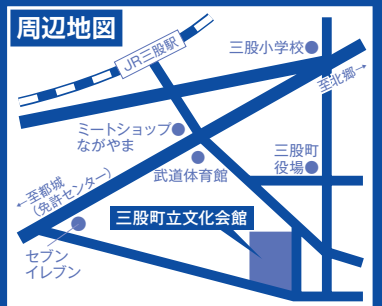 周辺地図
JR三股駅
三股小学校
至北郷→
ミートショップ
ながやま
武道体育館
三股町
役場
←至都城
(免許センター)
三股町立文化会館
セブン
イレブン